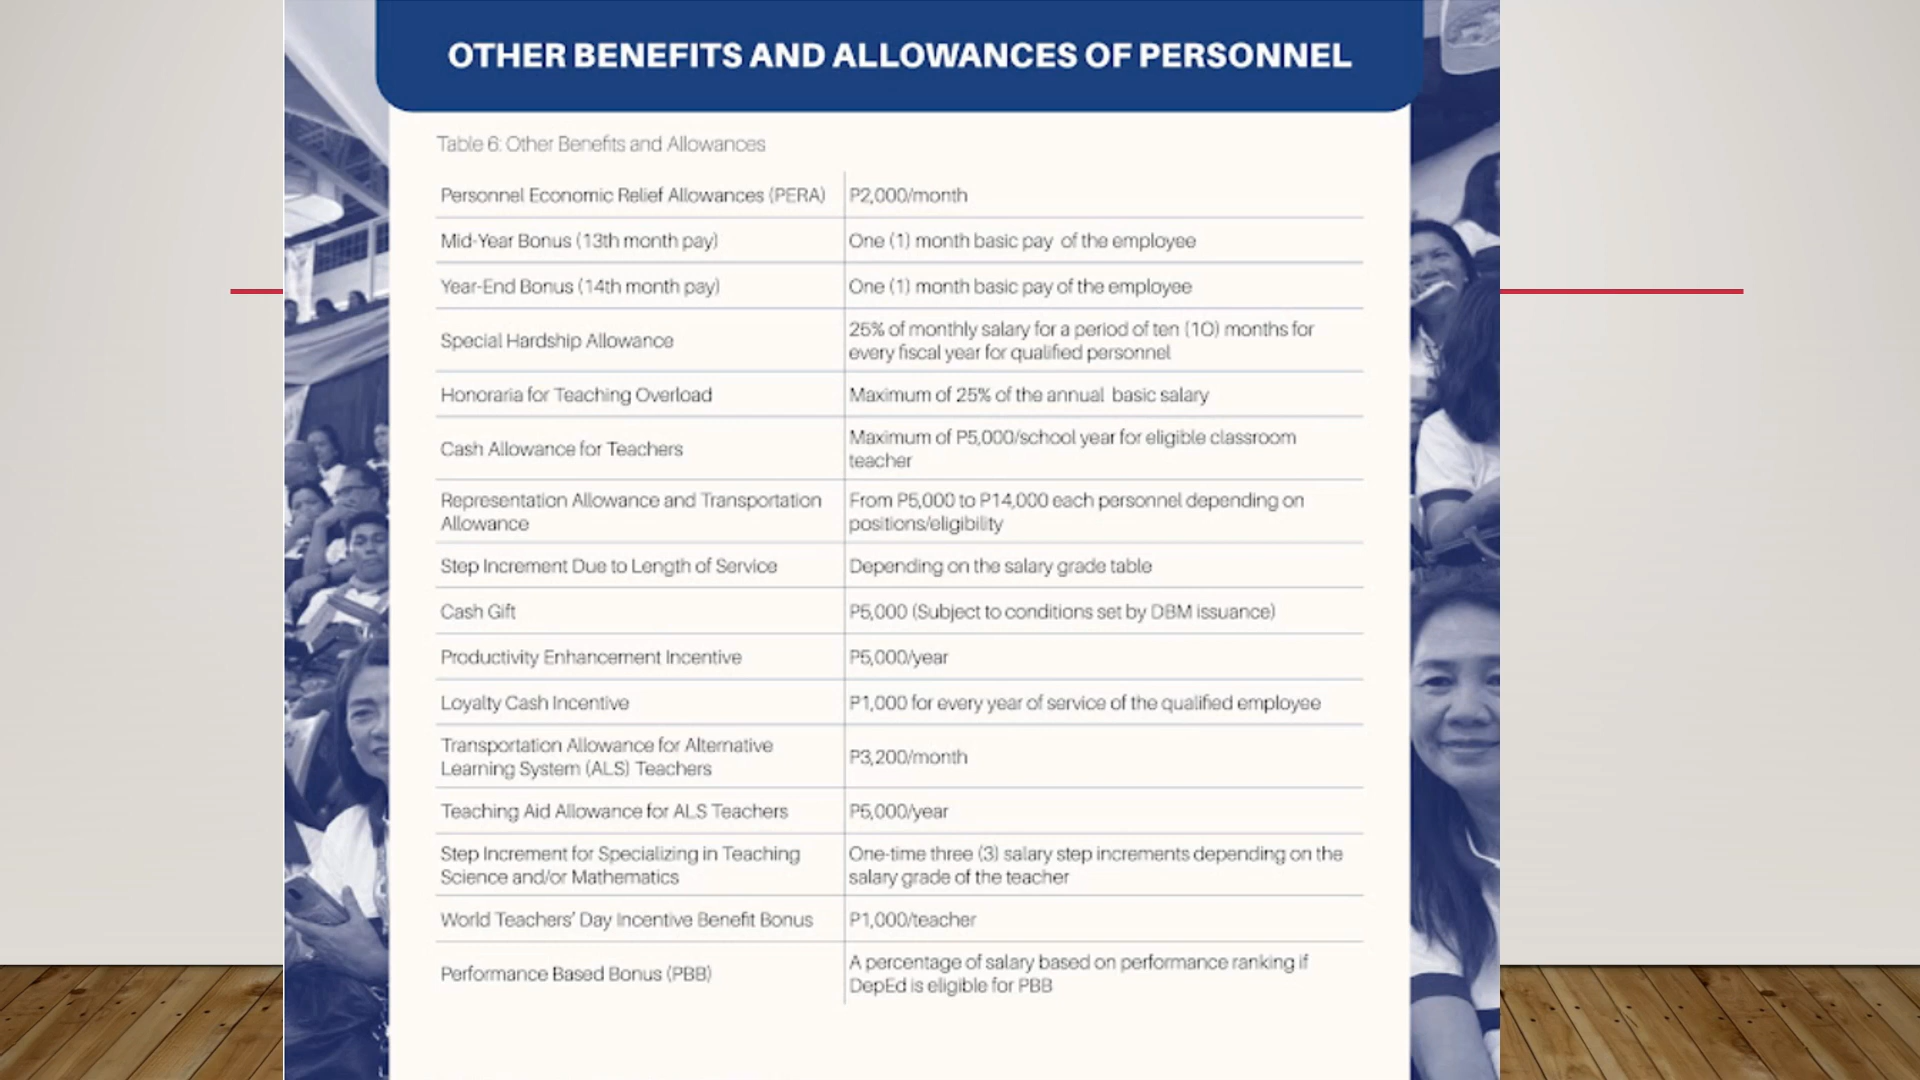 OTHER BENEFITS AND ALLOWANCES OF PERSONNEL
Table 6: Other Benefits and Allowances
Personnel Economic Relief Allowances (PERA) P2,000/month
Mid-Year Bonus (13th month pay) One (1) month basic pay of the employee
Year-End Bonus (14th month pay) One (1) month basic pay of the employee
Special Hardship Allowance
25% of monthly salary for a period of ten (10) months for
every fiscal year for qualified personnel
Honoraria for Teaching Overload Maximum of 25% of the annual basic salary
Cash Allowance for Teachers
Maximum of P5,000/school year for eligible classroom
teacher
Representation Allowance and Transportation
Allowance
From P5,000 to P14,000 each personnel depending on
positions/eligibility
Step Increment Due to Length of Service Depending on the salary grade table
Cash Gift P5,000 (Subject to conditions set by DBM issuance)
Productivity Enhancement Incentive P5,000/year
Loyalty Cash Incentive P1,000 for every year of service of the qualified employee
Transportation Allowance for Alternative
Learning System (ALS) Teachers
P3,200/month
Teaching Aid Allowance for ALS Teachers P5,000/year
Step Increment for Specializing in Teaching
Science and/or Mathematics
One-time three (3) salary step increments depending on the
salary grade of the teacher
World Teachers' Day Incentive Benefit Bonus P1,000/teacher
Performance Based Bonus (PBB)
A percentage of salary based on performance ranking if
DepEd is eligible for PBB